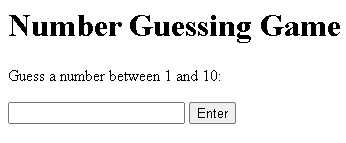 Number Guessing Game
Guess a number between 1 and 10:
Enter